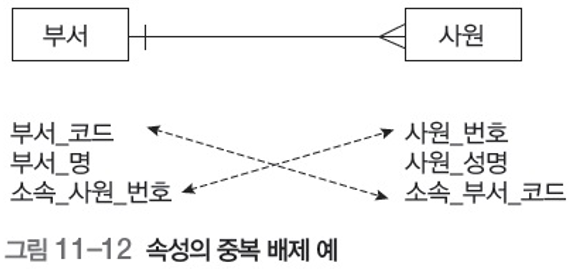 부서 사원
부서_코드 사원_번호
부서_명 사원_성명
소속_사원_번호 소속_부서_코드
그림 11-12 속성의 중복 배제 예